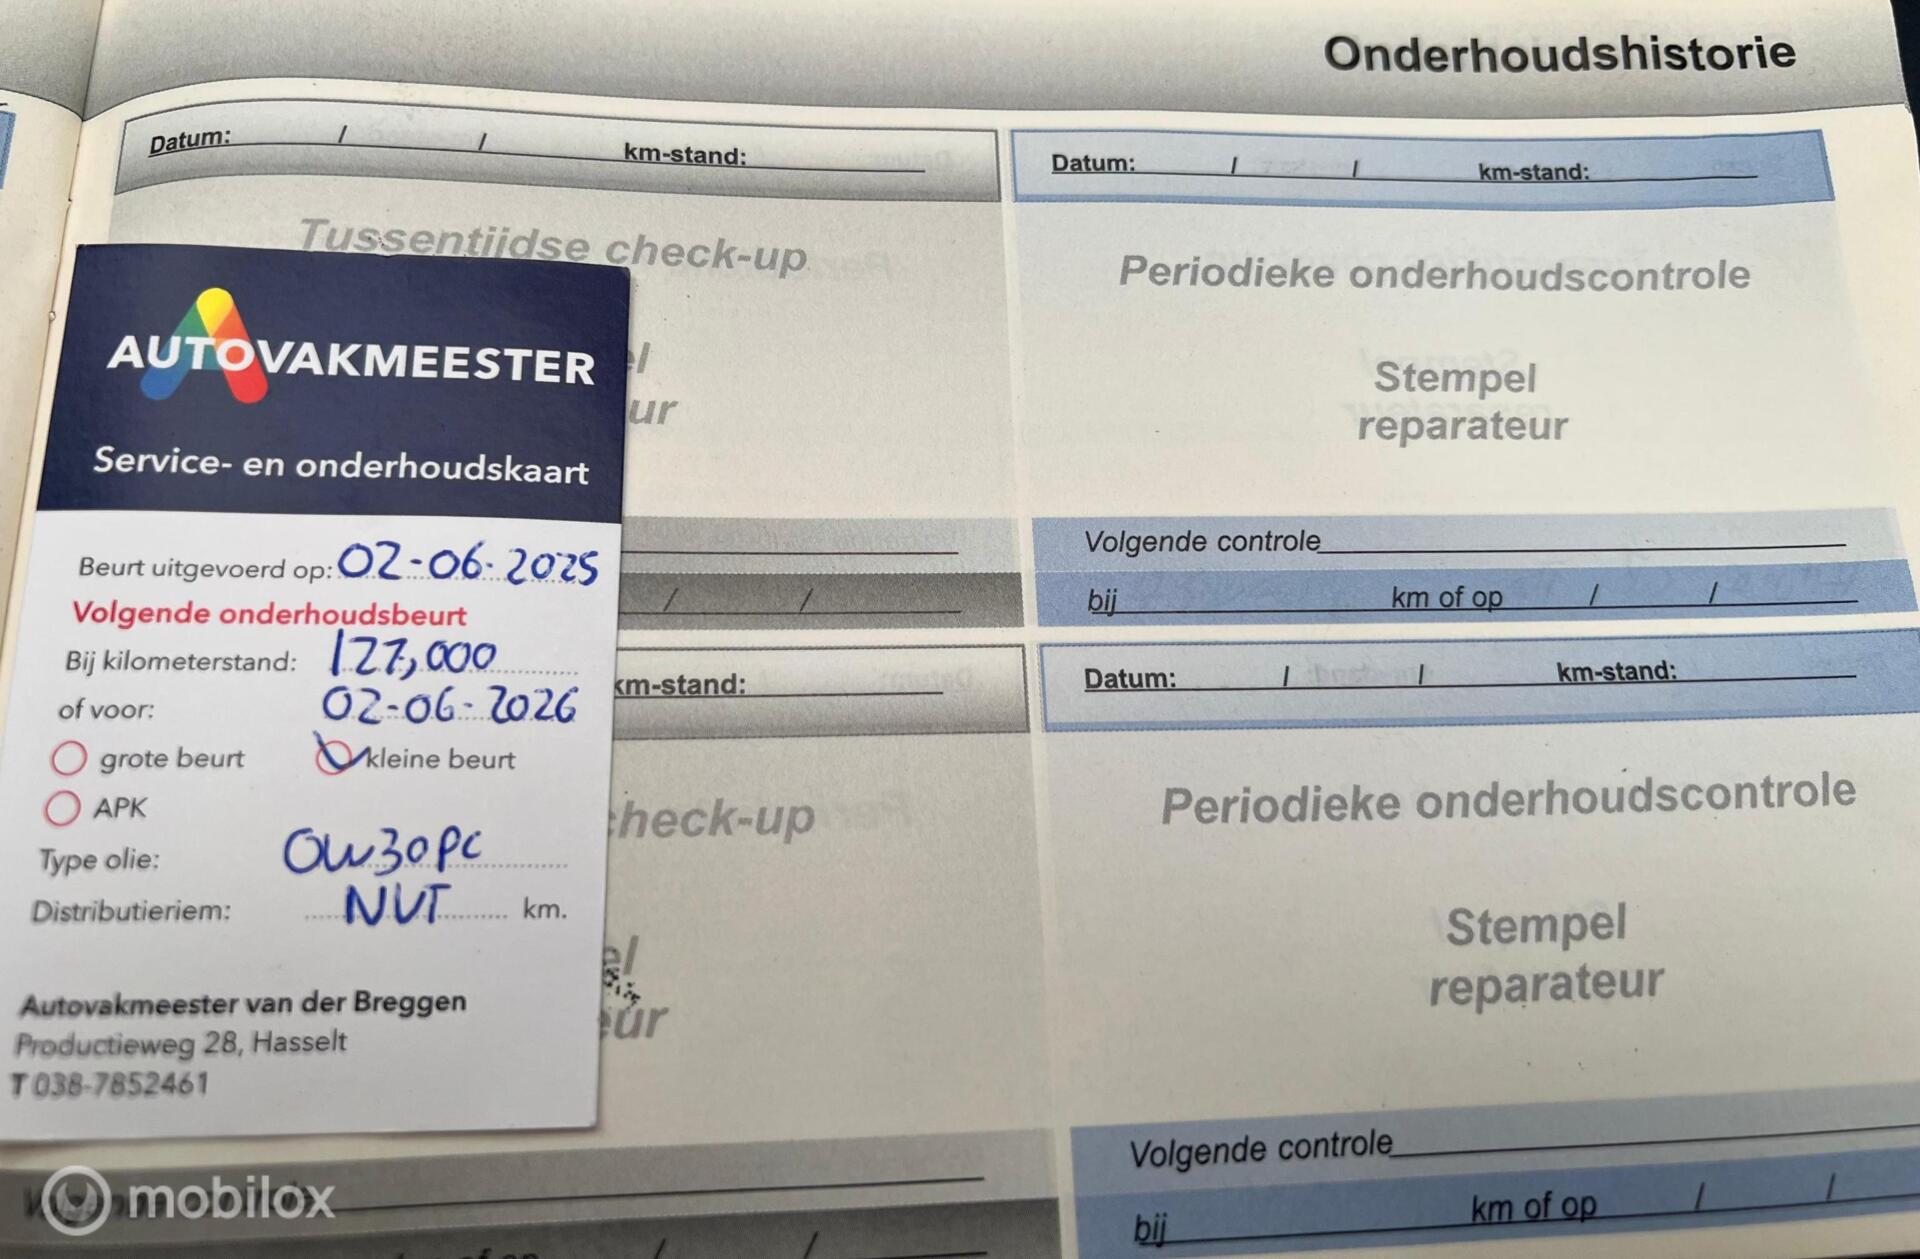 Onderhoudshistorie
Datum: / / km-stand:
Datum: / / km-stand:
Tussentijdse check-up
Periodieke onderhoudscontrole
Stempel
reparateur
Volgende controle
bij km of op / /
AUTOVAKMEESTER
Service- en onderhoudskaart
Beurt uitgevoerd op: 02-06-2025
Volgende onderhoudsbeurt
Bij kilometerstand: 127,000
of voor: 02-06-2026
grote beurt kleine beurt
APK
Type olie: 0W30PC
Distributieriem: NVT km.
Autovakmeester van der Breggen
Productieweg 28, Hasselt
T 038-7852461
km-stand:
check-up
Datum: / / km-stand:
Periodieke onderhoudscontrole
Stempel
reparateur
Volgende controle
bij km of op / /
mobilox